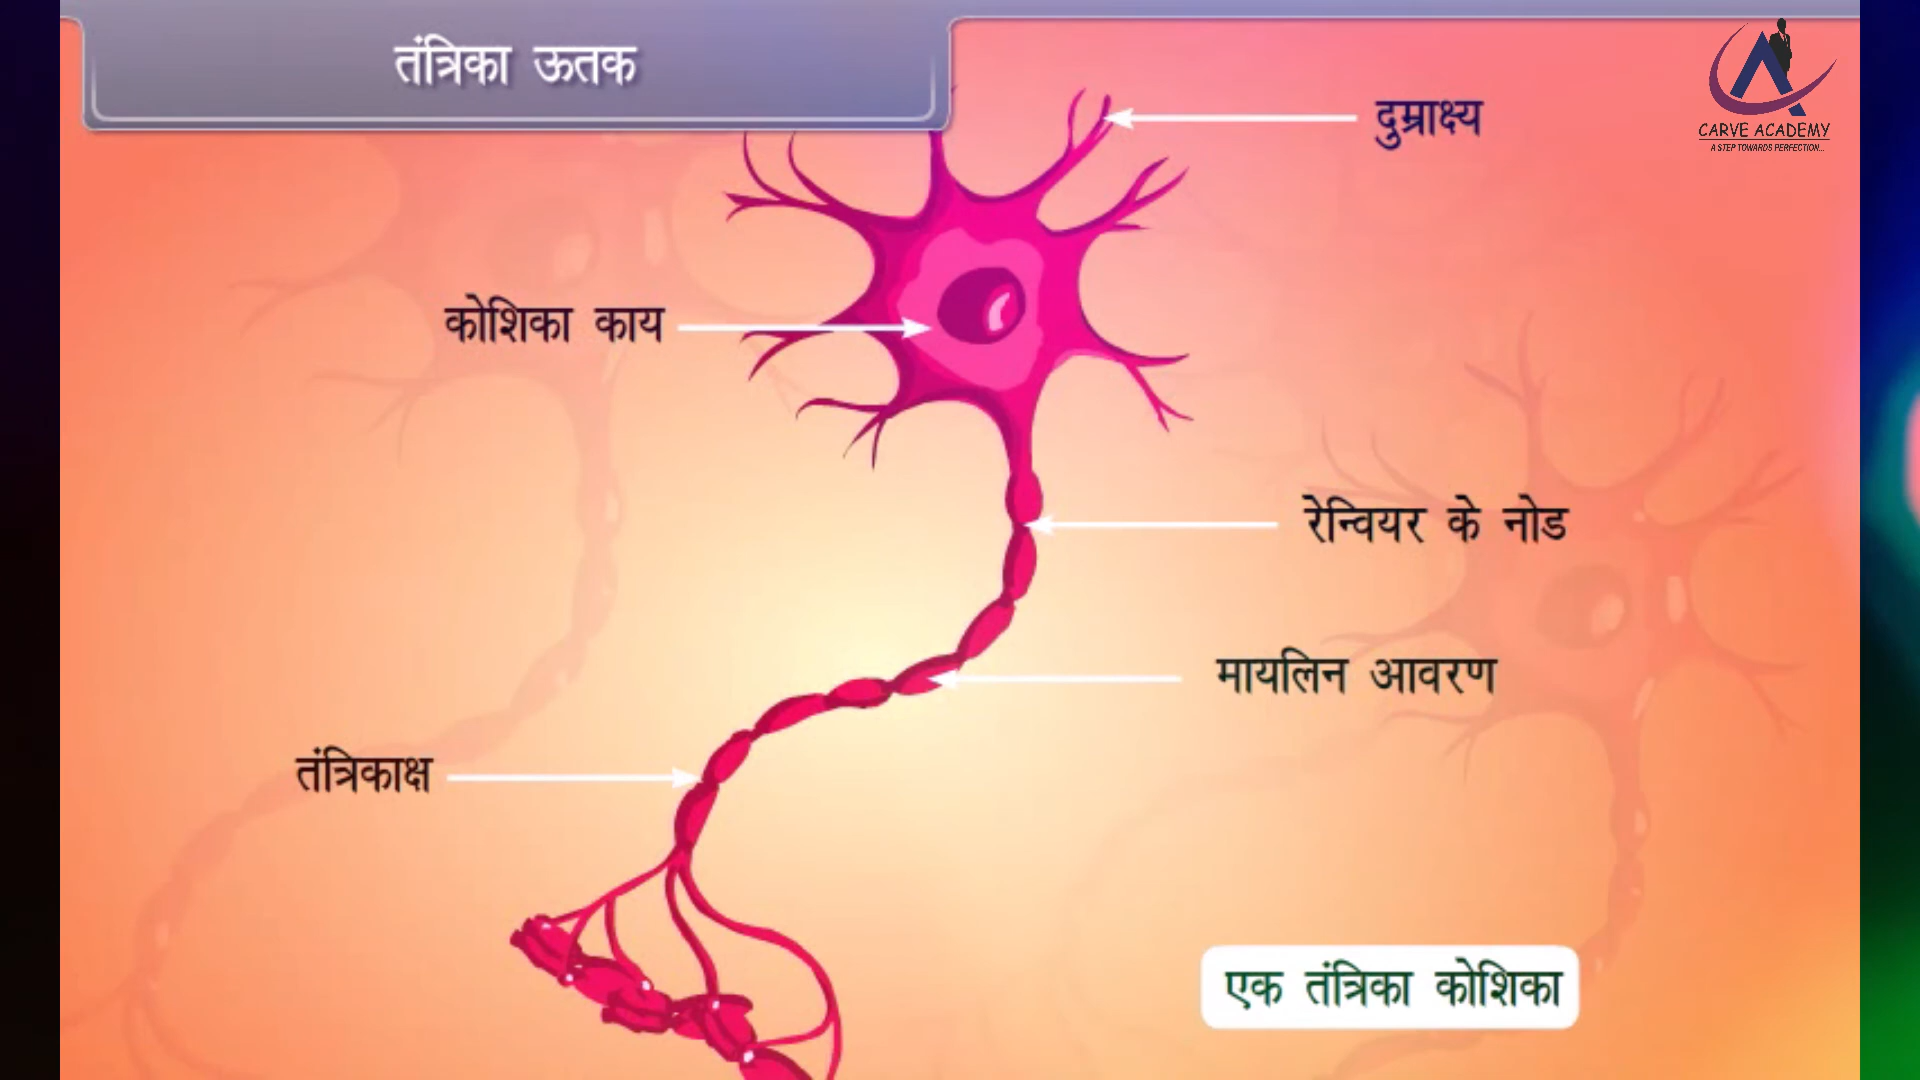 तंत्रिका ऊतक
CARVE ACADEMY
A STEP TOWARDS PERFECTION...
दुम्राक्ष्य
कोशिका काय
रेन्वियर के नोड
मायलिन आवरण
तंत्रिकाक्ष
एक तंत्रिका कोशिका